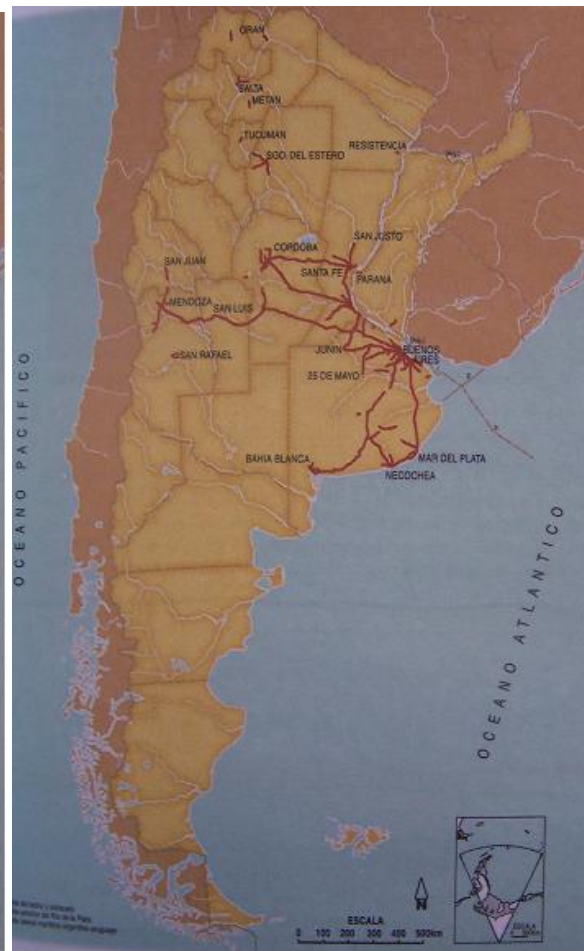 ORAN
SALTA
METAN
TUCUMAN
SGO. DEL ESTERO
RESISTENCIA
SAN JUSTO
CORDOBA
SAN JUAN
SANTA FE
PARANA
MENDOZA
SAN LUIS
JUNIN
BUENOS
AIRES
SAN RAFAEL
25 DE MAYO
BAHIA BLANCA
MAR DEL PLATA
NECOCHEA
OCEANO PACIFICO
OCEANO ATLANTICO
ESCALA
0 100 200 300 400 500km